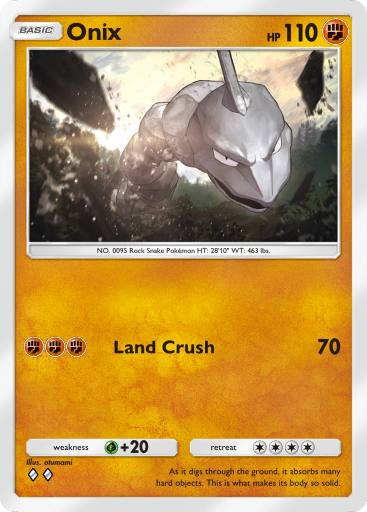 BASIC Onix HP 110
NO. 0095 Rock Snake Pokémon HT: 28'10" WT: 463 lbs.
Land Crush 70
weakness +20 retreat
Illus. otumami
As it digs through the ground, it absorbs many
hard objects. This is what makes its body so solid.